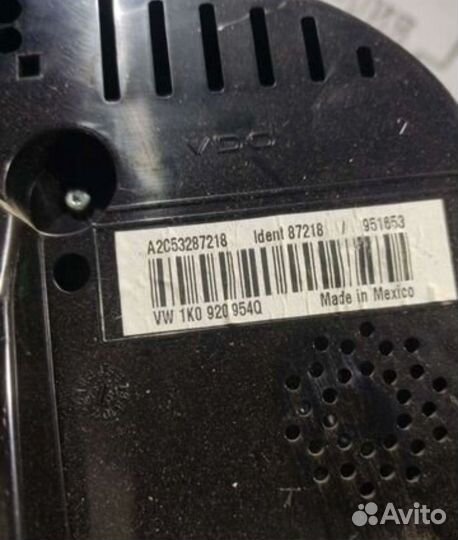 VDO
A2C53287218 Ident 87218 / 951653
VW 1K0 920 954Q Made in Mexico
Avito